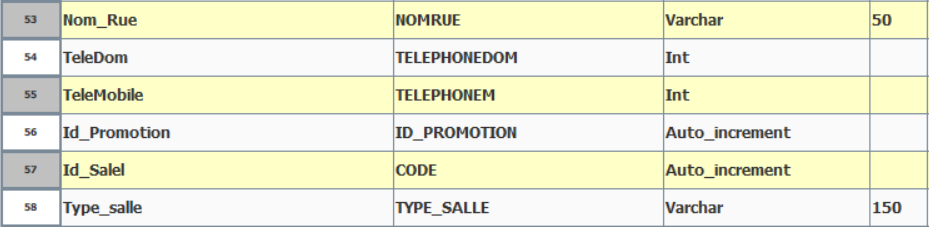 53 Nom_Rue NOMRUE Varchar 50
54 TeleDom TELEPHONEDOM Int
55 TeleMobile TELEPHONEM Int
56 Id_Promotion ID_PROMOTION Auto_increment
57 Id_Salel CODE Auto_increment
58 Type_salle TYPE_SALLE Varchar 150